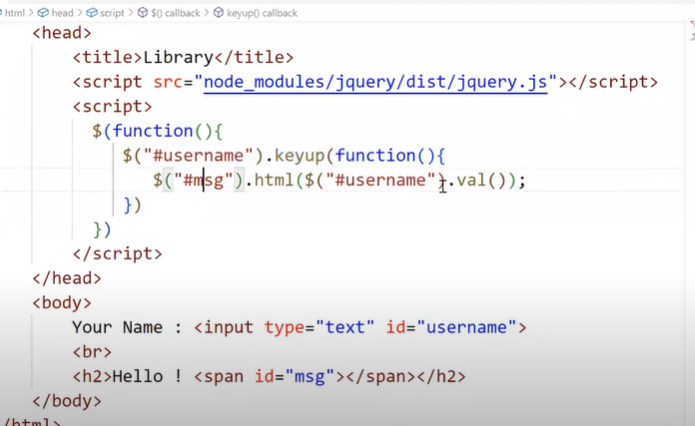 html > head > script > $() callback > keyup() callback
<head>
<title>Library</title>
<script src="node_modules/jquery/dist/jquery.js"></script>
<script>
$(function(){
$("#username").keyup(function(){
$("#msg").html($("#username").val());
})
})
</script>
</head>
<body>
Your Name : <input type="text" id="username">
<br>
<h2>Hello ! <span id="msg"></span></h2>
</body>
</html>